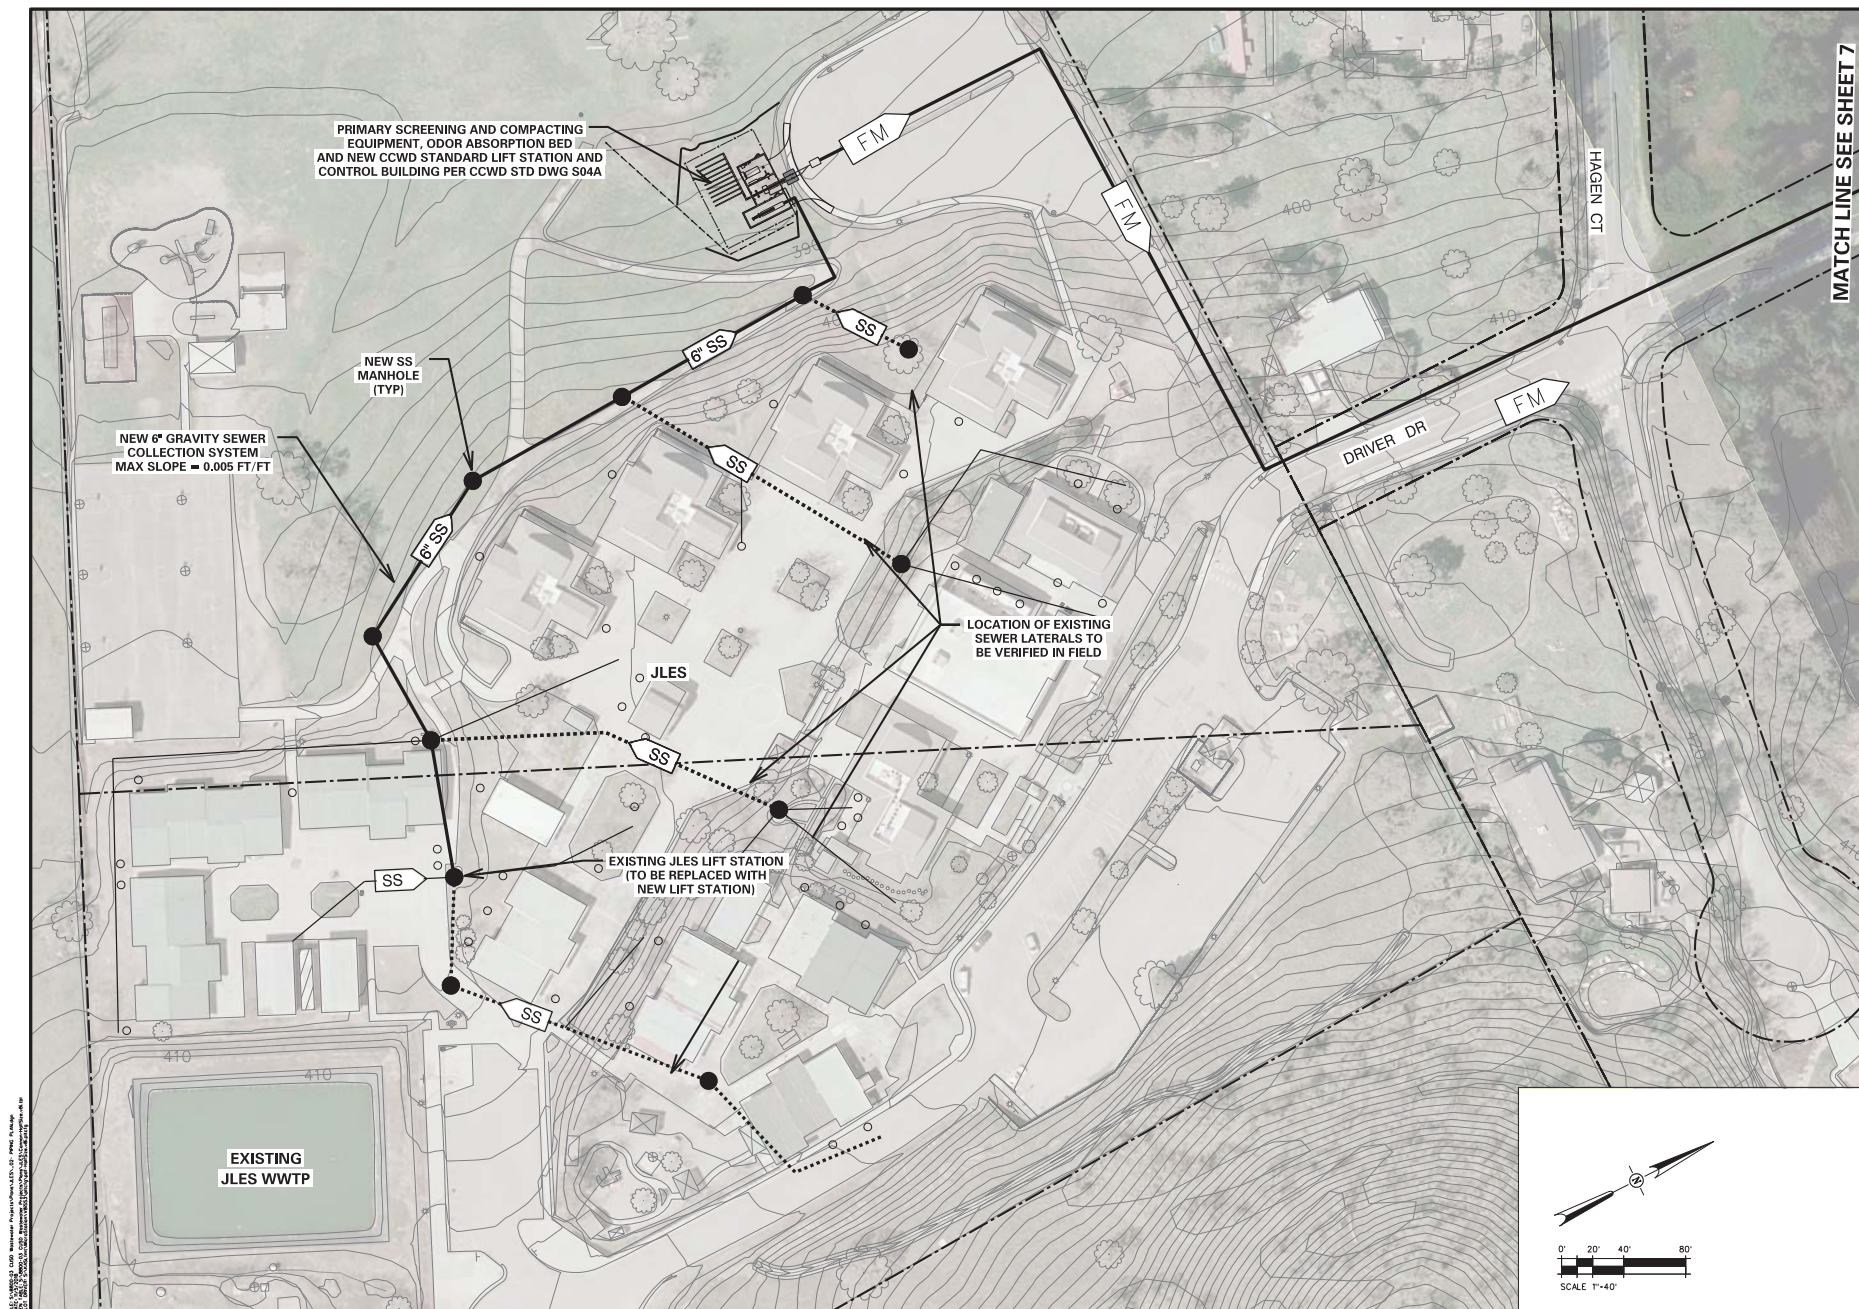 MATCH LINE SEE SHEET 7
PRIMARY SCREENING AND COMPACTING
EQUIPMENT, ODOR ABSORPTION BED
AND NEW CCWD STANDARD LIFT STATION AND
CONTROL BUILDING PER CCWD STD DWG S04A
FM
FM
HAGEN CT
400
39
410
SS
40
6" SS
NEW SS
MANHOLE
(TYP)
FM
DRIVER DR
NEW 6" GRAVITY SEWER
COLLECTION SYSTEM
MAX SLOPE = 0.005 FT/FT
SS
6" SS
LOCATION OF EXISTING
SEWER LATERALS TO
BE VERIFIED IN FIELD
JLES
SS
EXISTING JLES LIFT STATION
(TO BE REPLACED WITH
NEW LIFT STATION)
SS
420
SS
410
410
EXISTING
JLES WWTP
N
0' 20' 40' 80'
SCALE 1"=40'